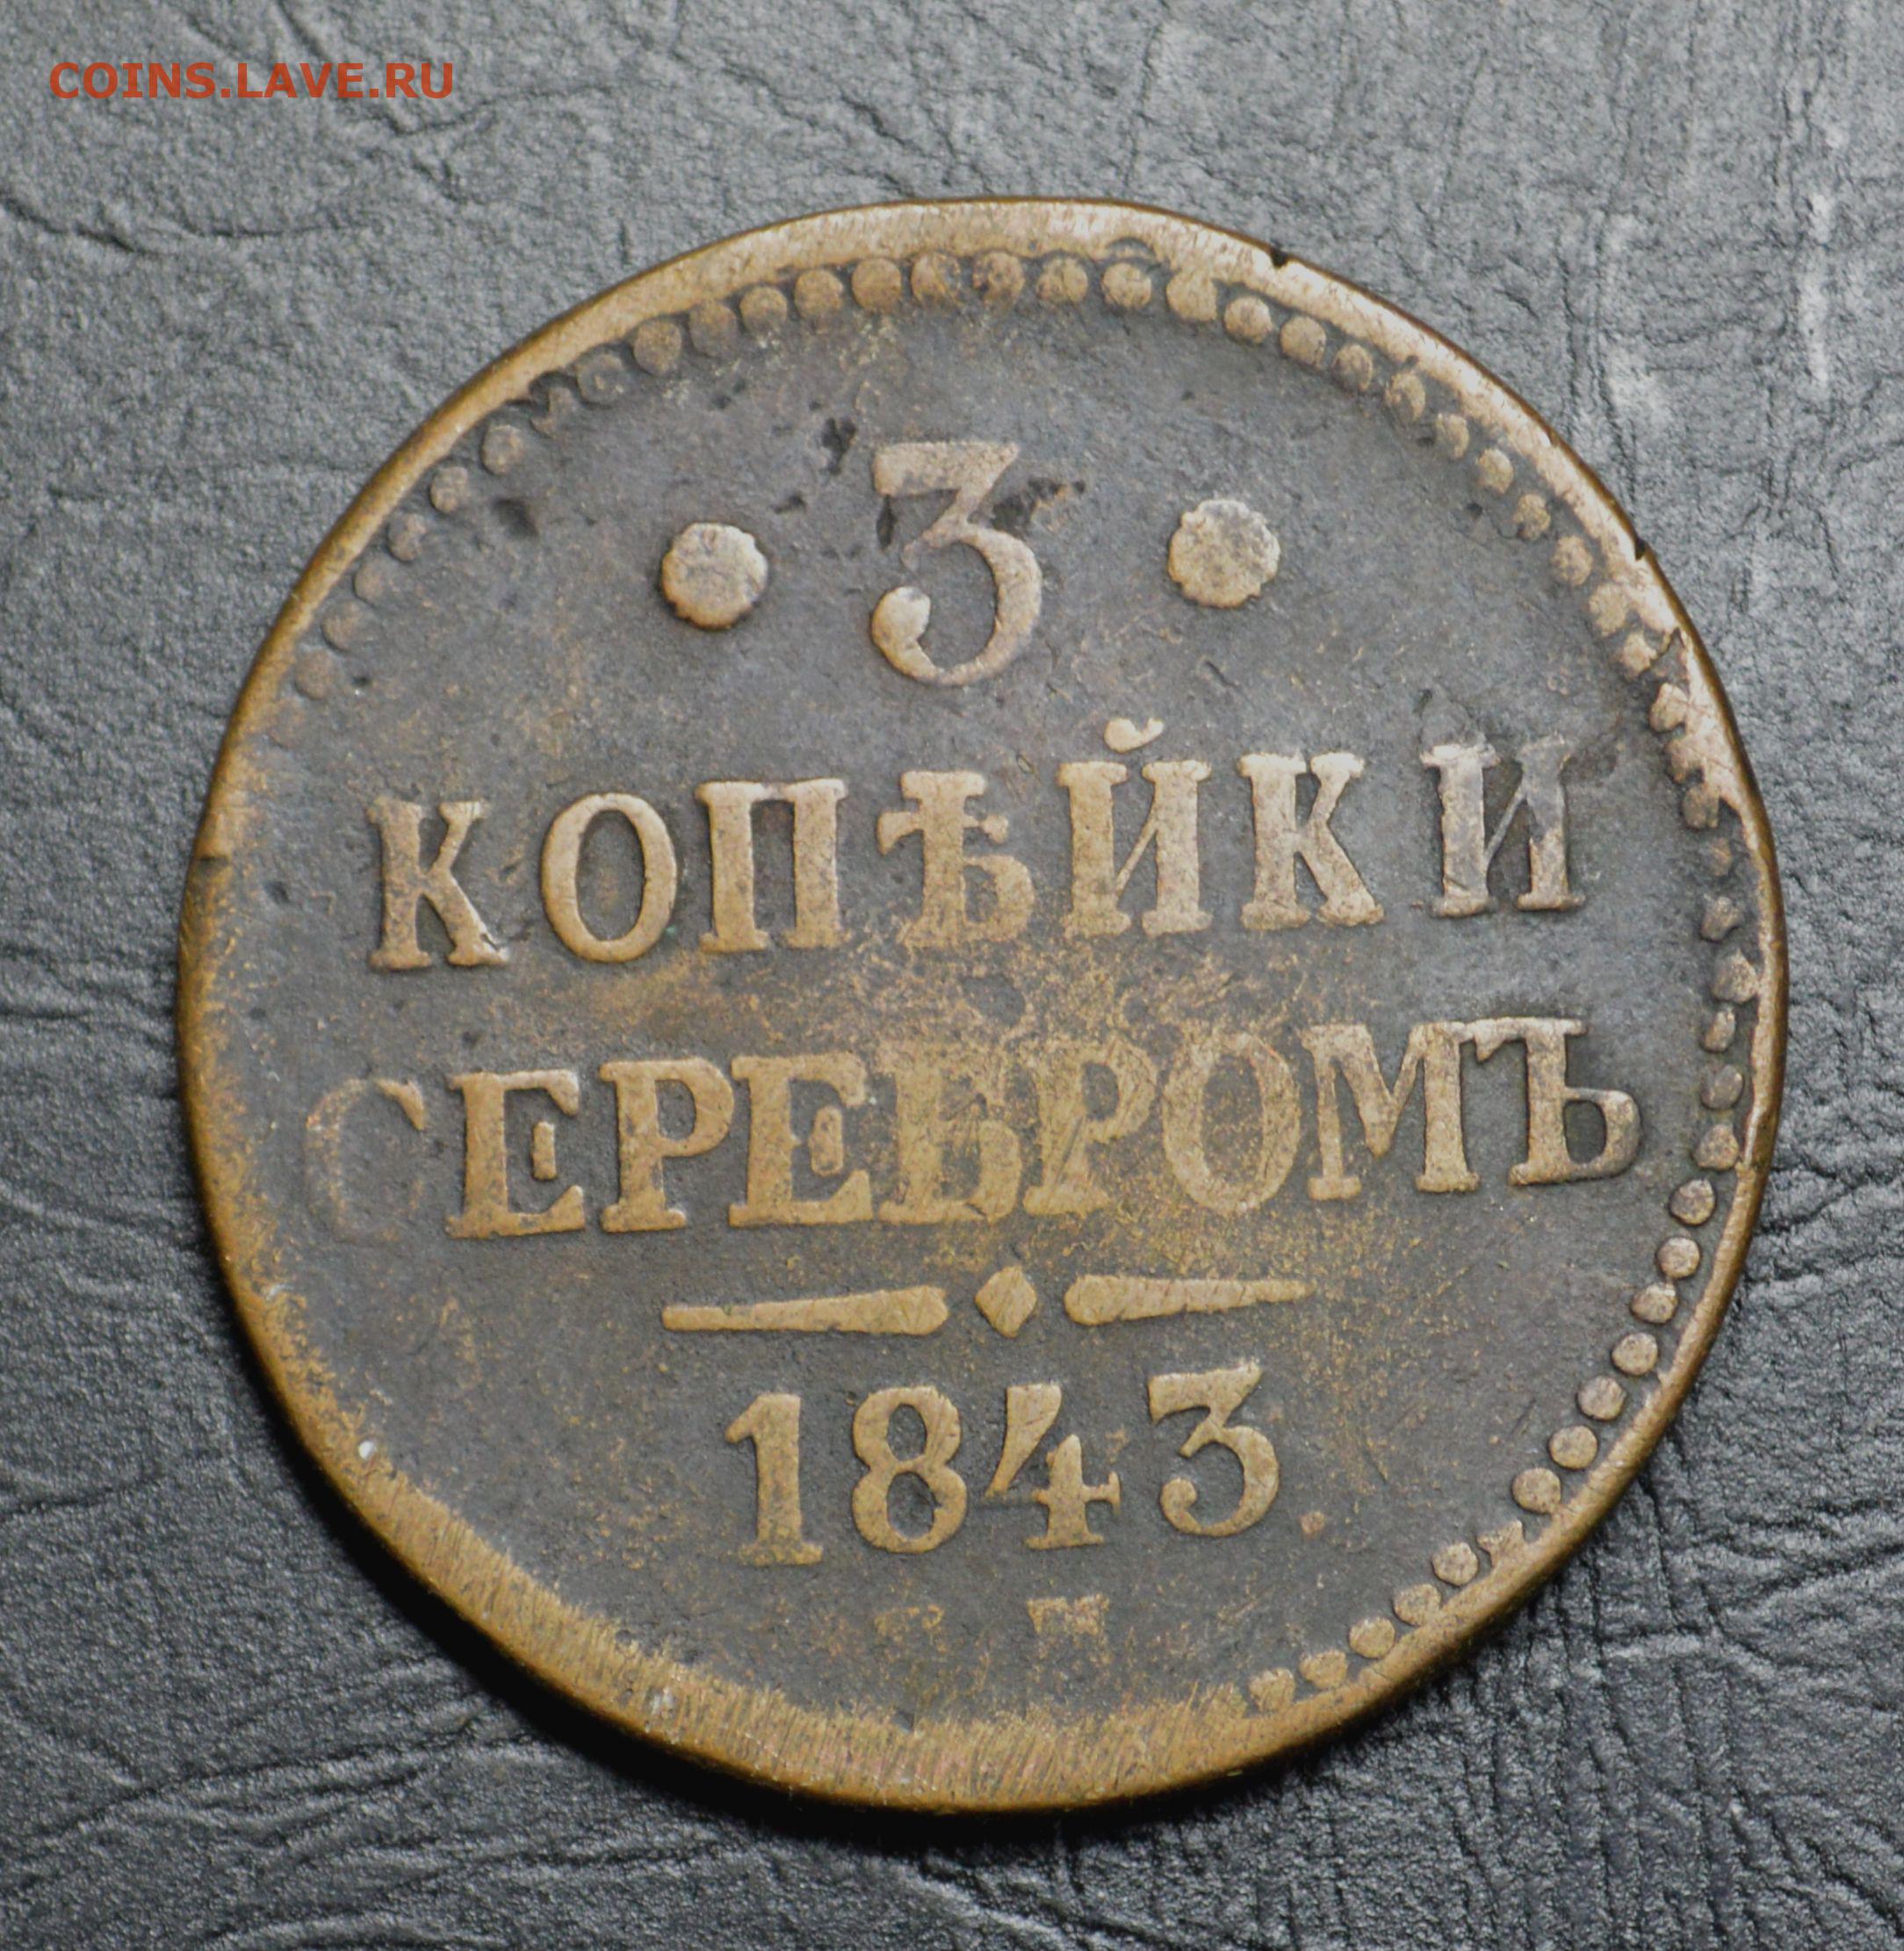 COINS.LAVE.RU
• 3 •
КОПѢЙКИ
СЕРЕБРОМЪ
1843.